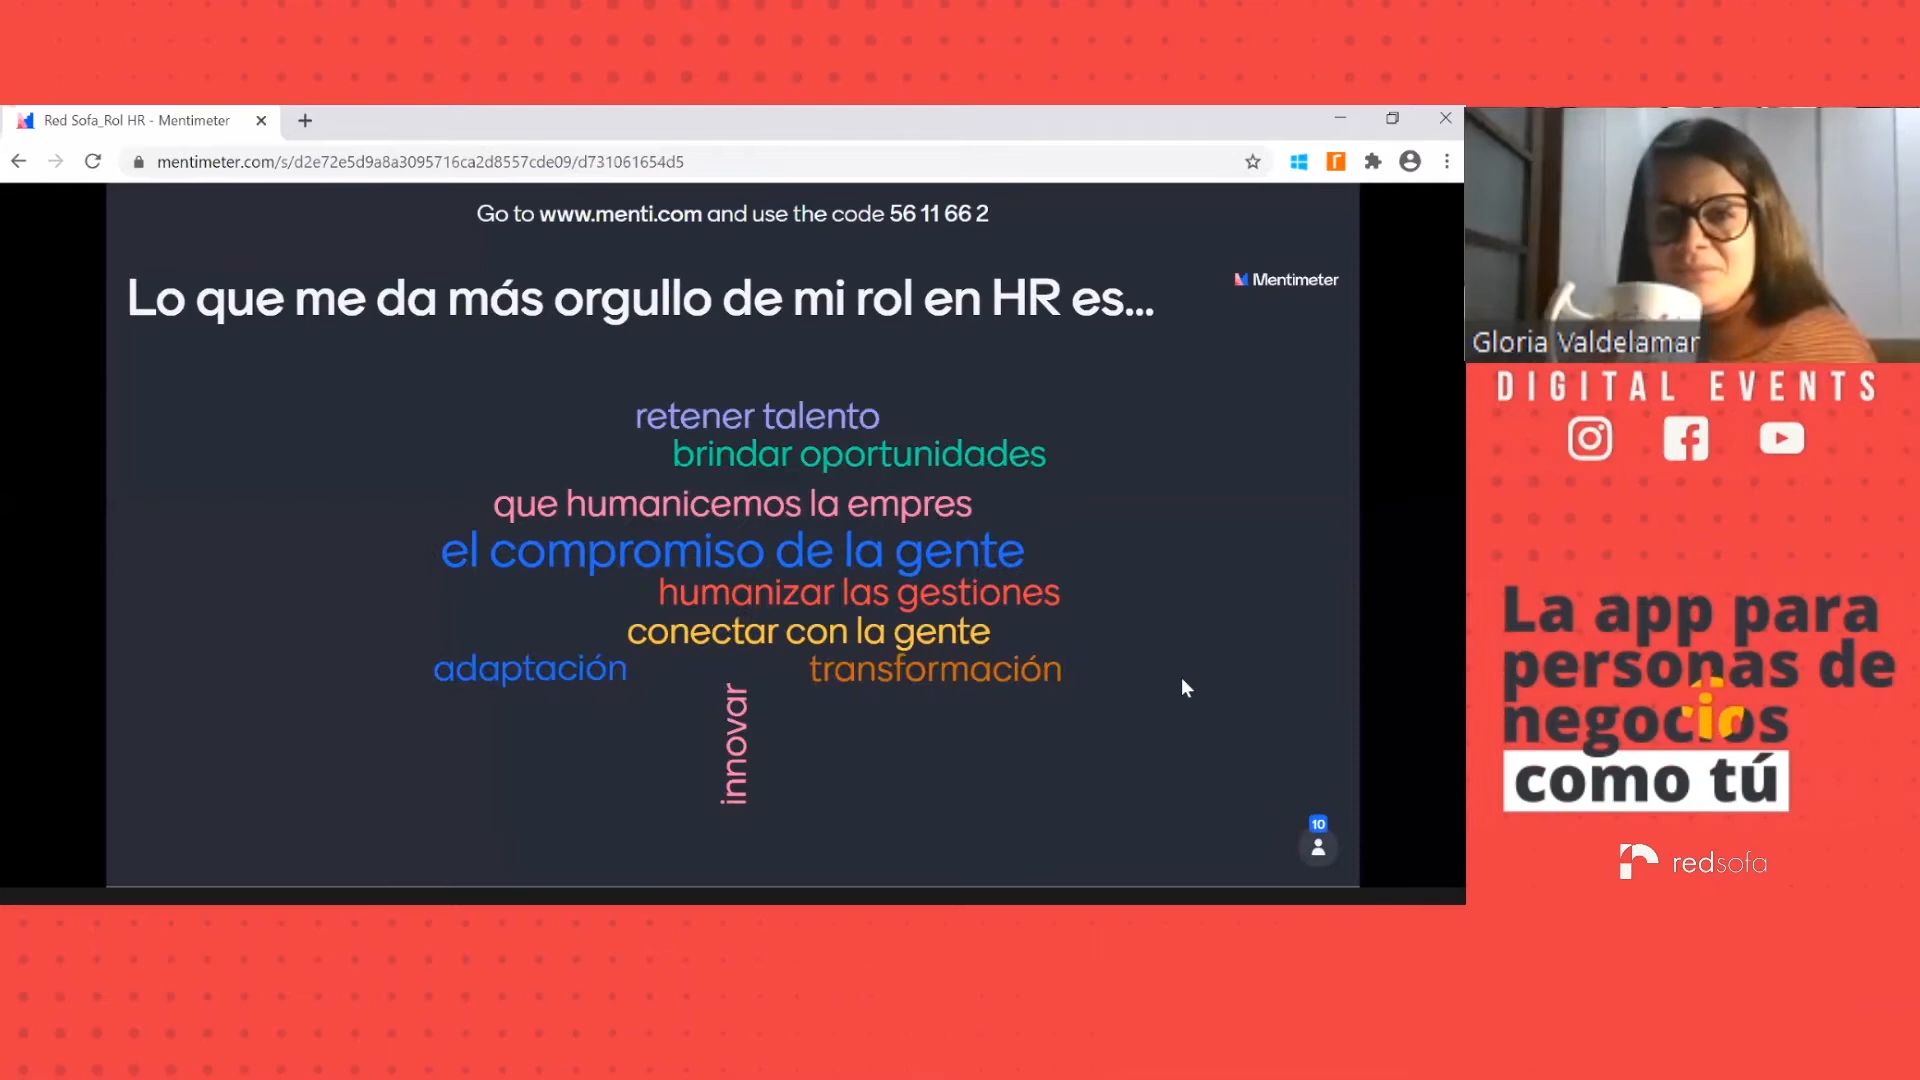 Red Sofa_Rol HR - Mentimeter
mentimeter.com/s/d2e72e5d9a8a3095716ca2d8557cde09/d731061654d5
Go to www.menti.com and use the code 56 11 66 2
Lo que me da más orgullo de mi rol en HR es...
Mentimeter
retener talento
brindar oportunidades
que humanicemos la empres
el compromiso de la gente
humanizar las gestiones
conectar con la gente
adaptación
transformación
innovar
10
Gloria Valdelamar
DIGITAL EVENTS
La app para
personas de
negocios
como tú
redsofa